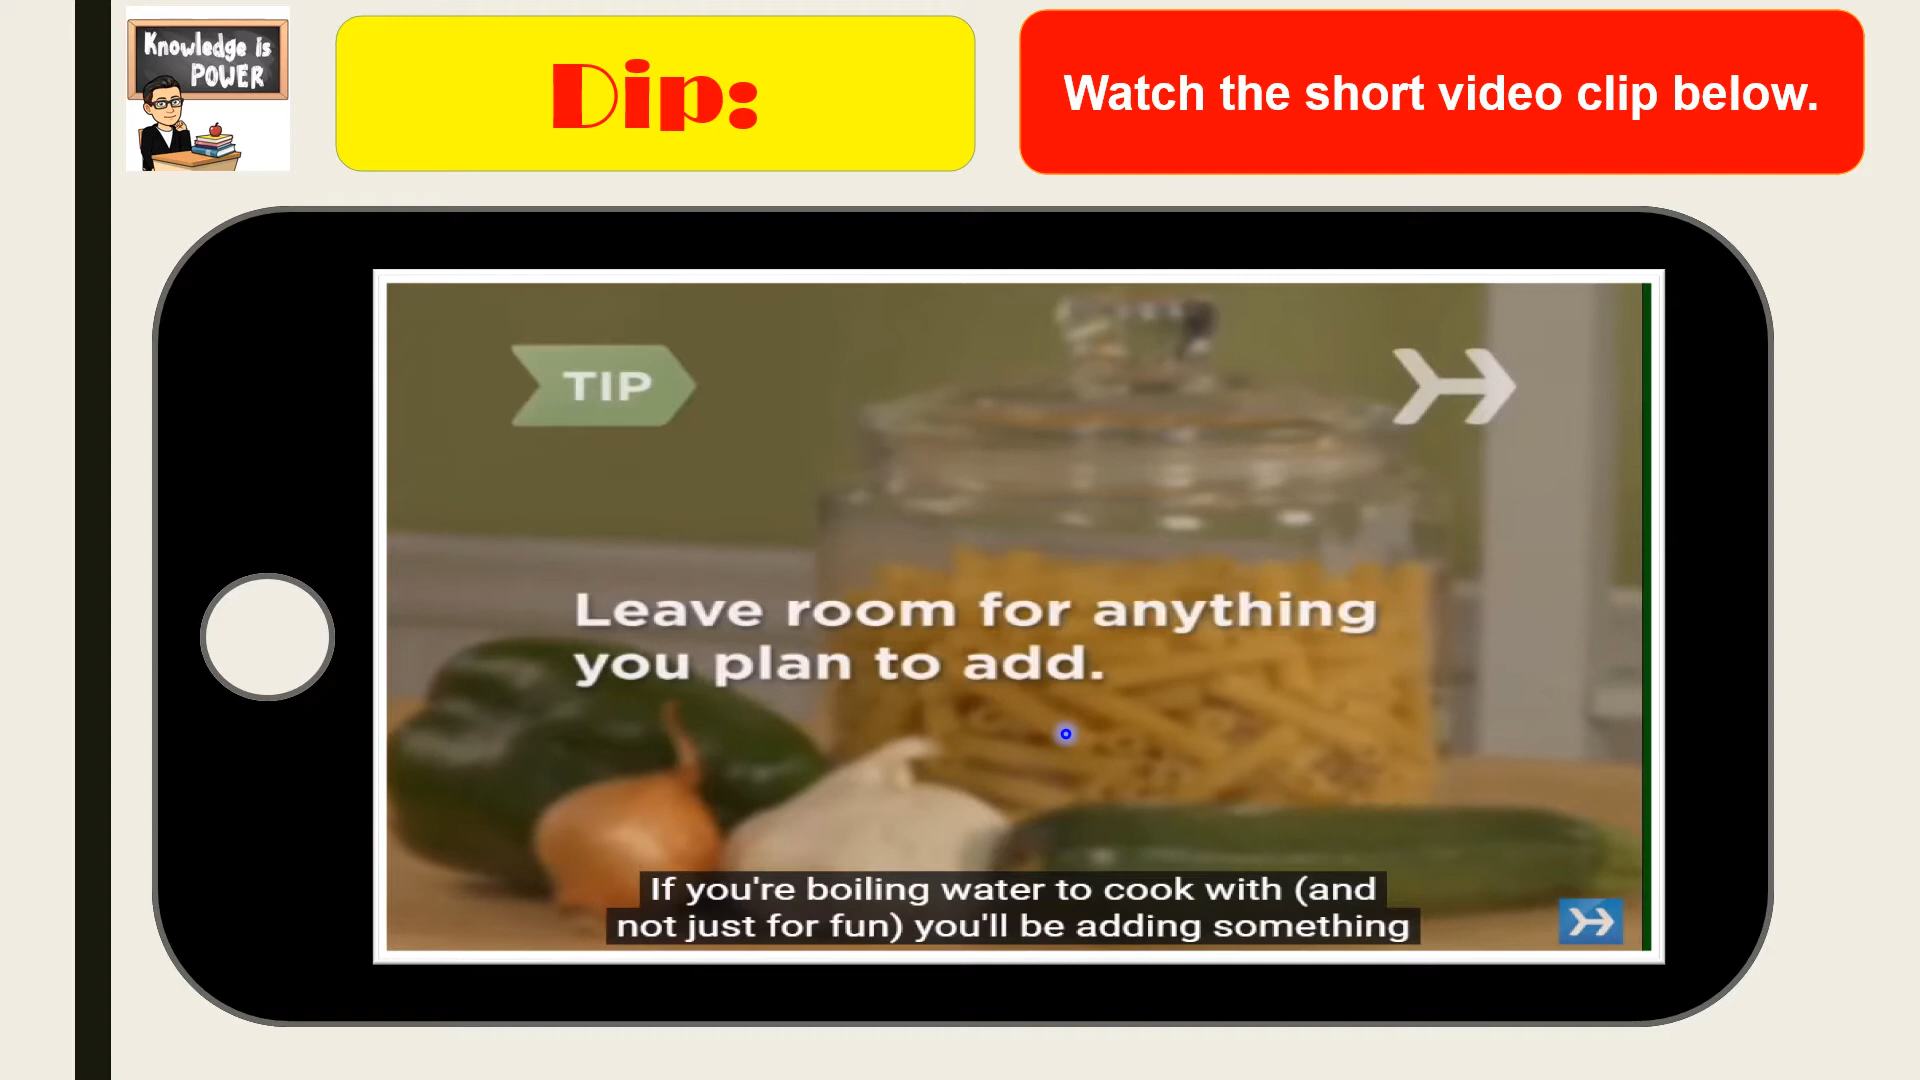 Knowledge is
POWER
Dip:
Watch the short video clip below.
TIP
Leave room for anything
you plan to add.
If you're boiling water to cook with (and
not just for fun) you'll be adding something